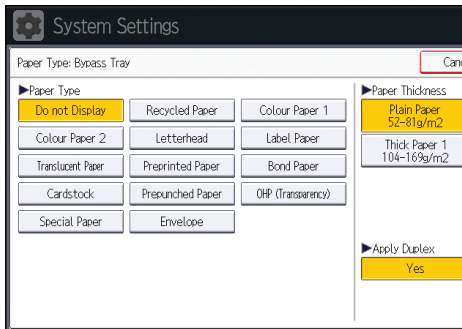 System Settings
Paper Type: Bypass Tray
▶Paper Type
Do not Display
Recycled Paper
Colour Paper 1
Colour Paper 2
Letterhead
Label Paper
Translucent Paper
Preprinted Paper
Bond Paper
Cardstock
Prepunched Paper
OHP (Transparency)
Special Paper
Envelope
▶Paper Thickness
Plain Paper
52-81g/m2
Thick Paper 1
104-169g/m2
▶Apply Duplex
Yes